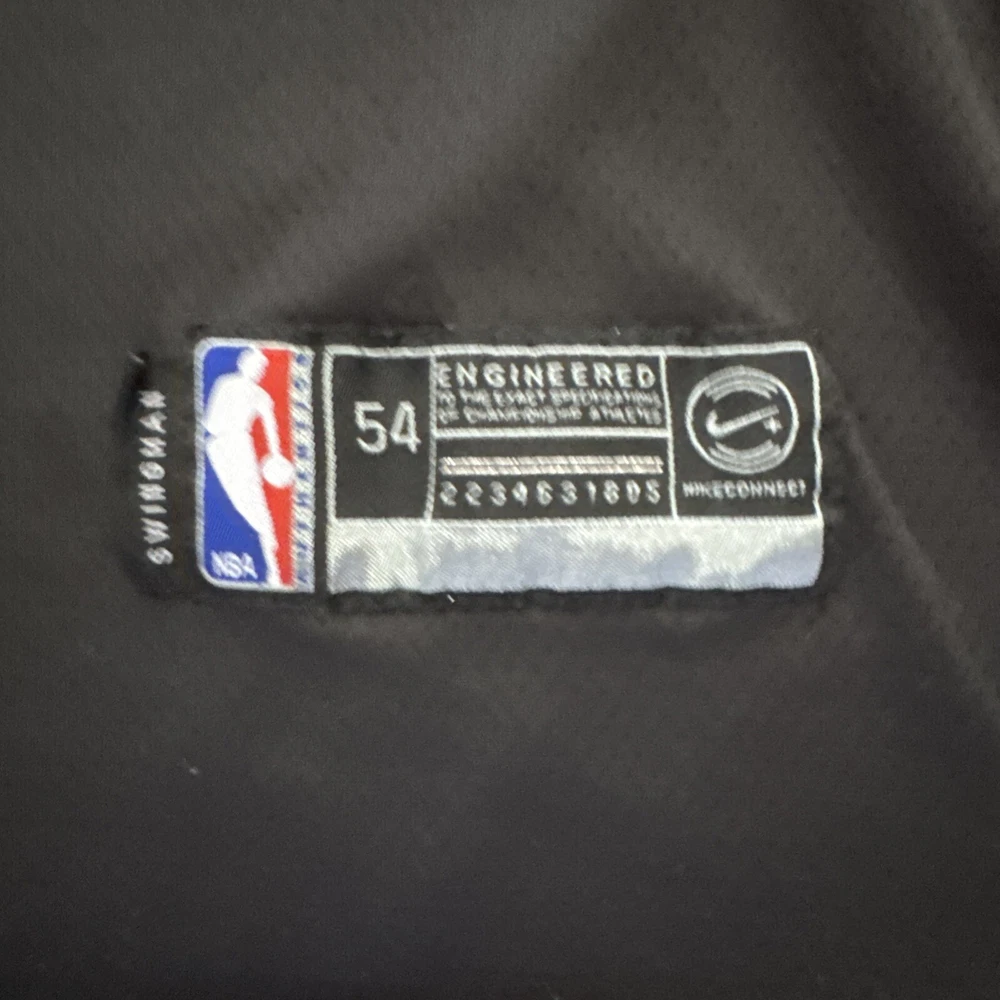 SWINGMAN
NBA
54
ENGINEERED
TO THE EXACT SPECIFICATIONS
OF CHAMPIONSHIP ATHLETES
2234631805
NIKECONNECT